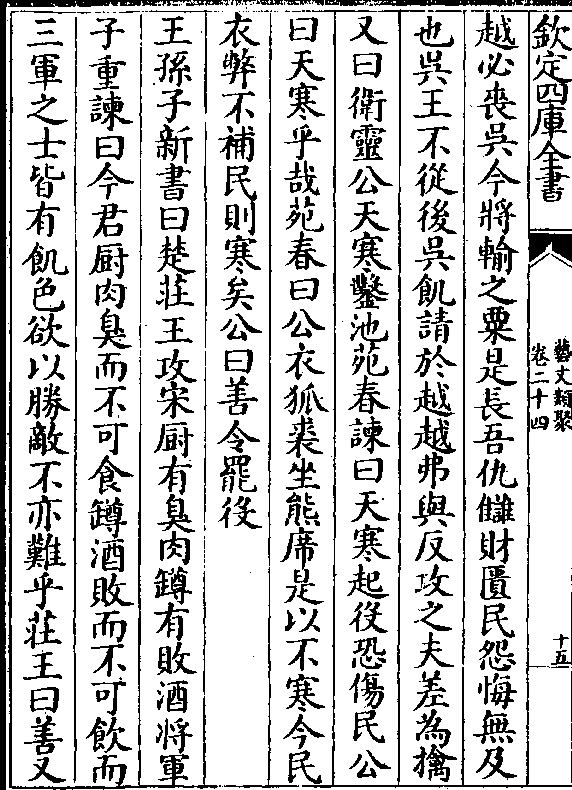 欽定四庫全書
藝文類聚
卷二十四
十五
越必喪吳今將輸之粟是長吾仇讎財匱民怨悔無及
也吳王不從後吳飢請於越越弗與反攻之夫差為擒
又曰衛靈公天寒鑿池苑春諫曰天寒起役恐傷民公
曰天寒乎哉苑春曰公衣狐裘坐熊席是以不寒今民
衣弊不補民則寒矣公曰善令罷役
王孫子新書曰楚莊王攻宋厨有臭肉罇有敗酒將軍
子重諫曰今君厨肉臭而不可食罇酒敗而不可飲而
三軍之士皆有飢色欲以勝敵不亦難乎莊王曰善又